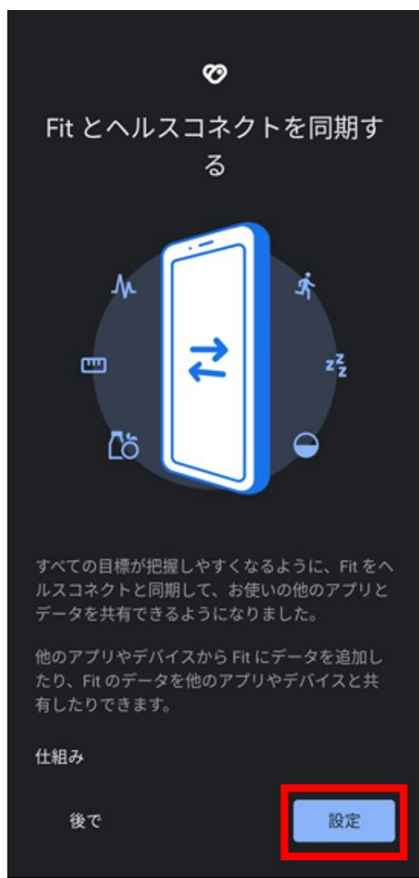 Fit とヘルスコネクトを同期す
る
zzz
すべての目標が把握しやすくなるように、Fit をヘ
ルスコネクトと同期して、お使いの他のアプリと
データを共有できるようになりました。
他のアプリやデバイスから Fit にデータを追加し
たり、Fit のデータを他のアプリやデバイスと共
有したりできます。
仕組み
後で
設定